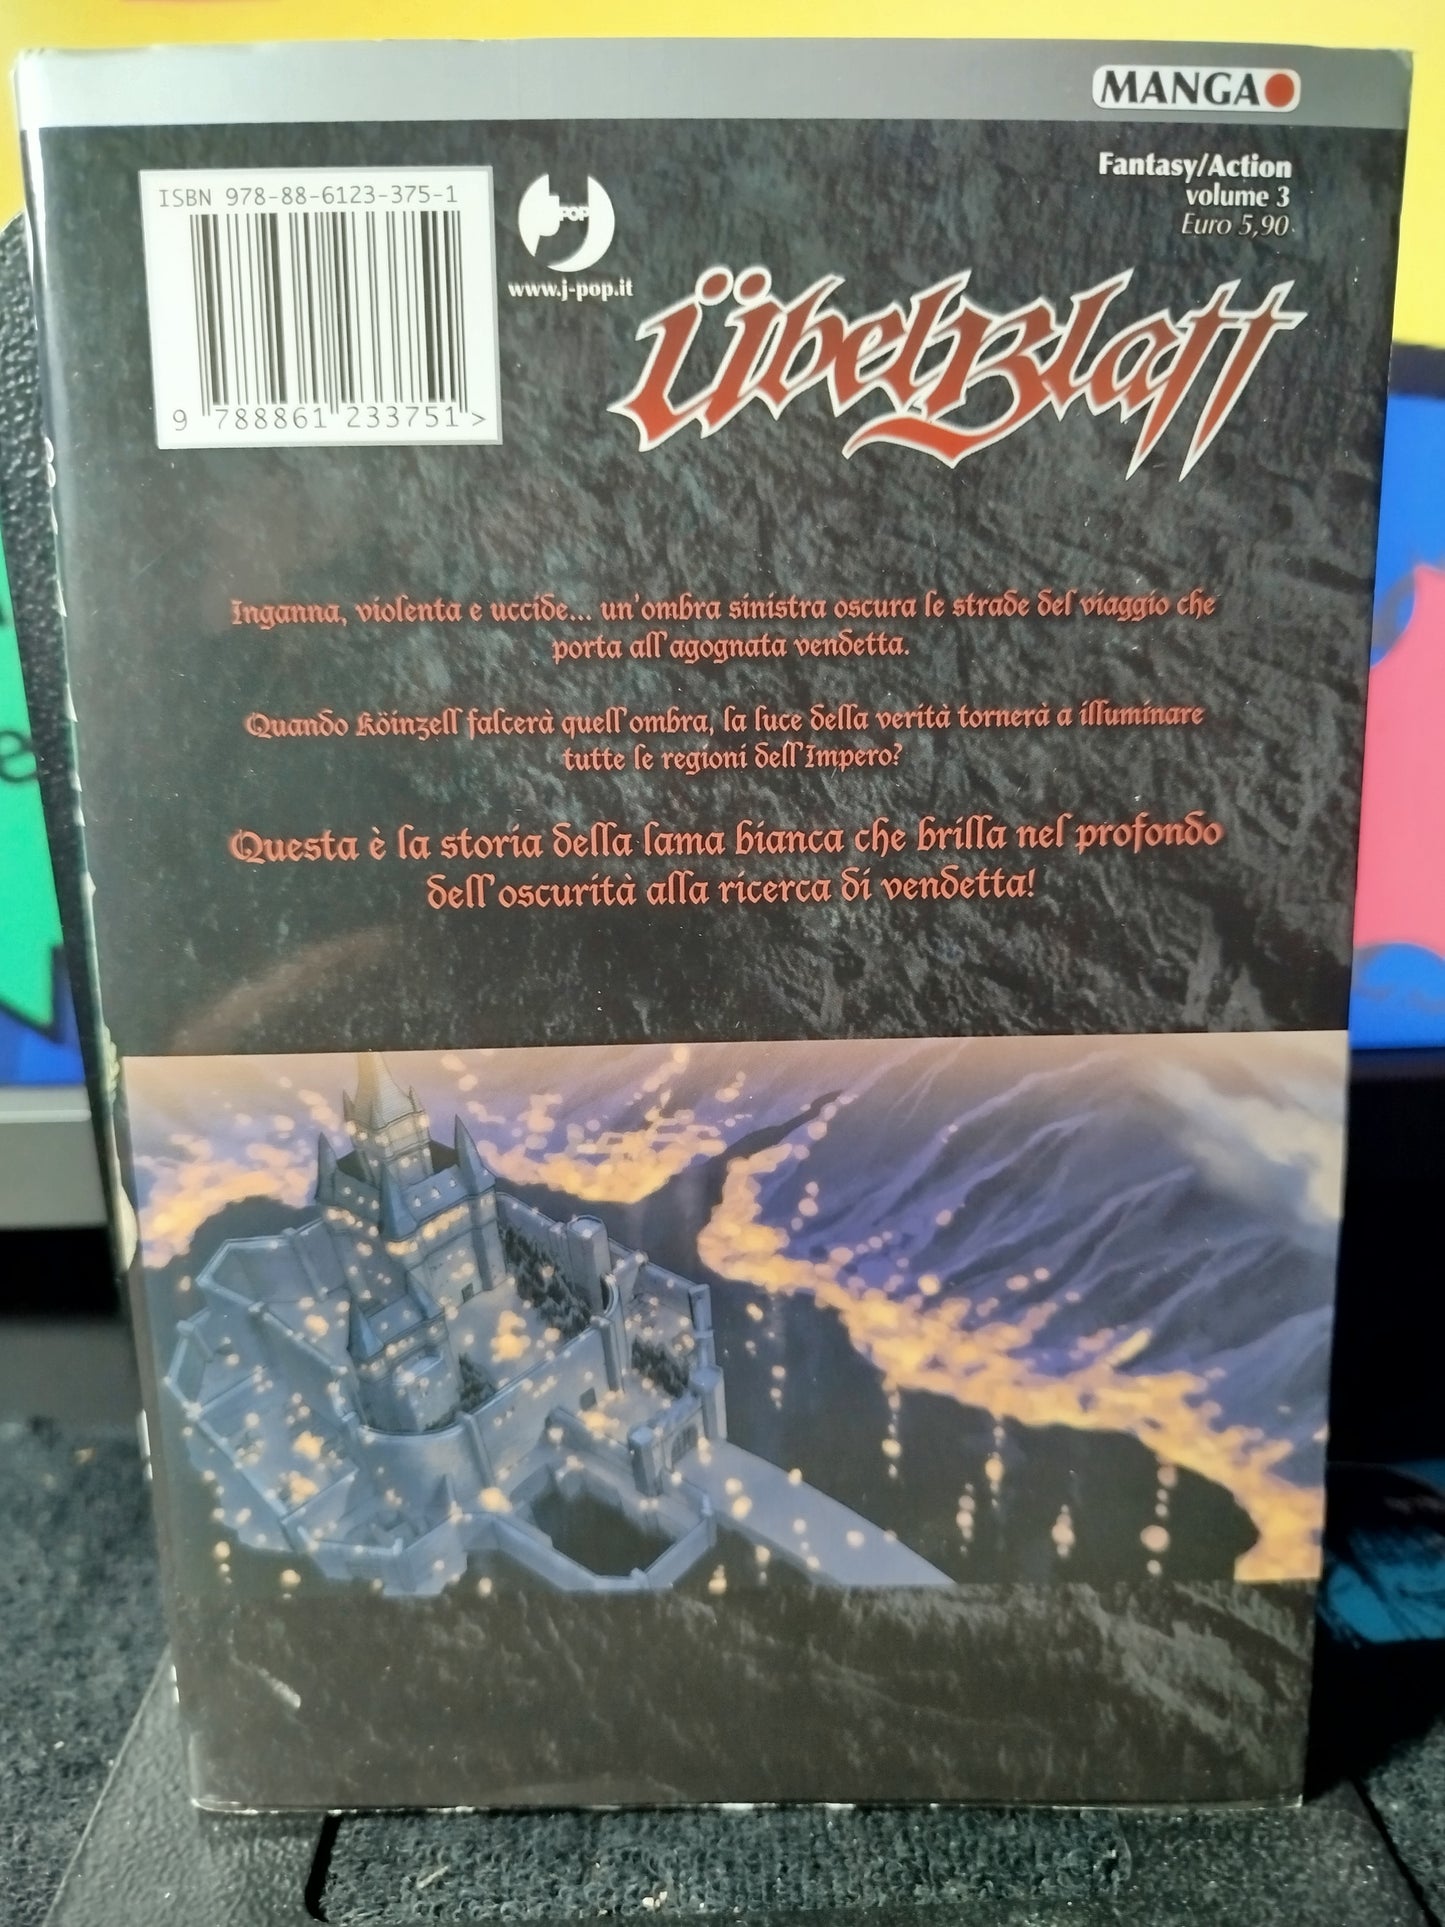 MANGA
Fantasy/Action
volume 3
Euro 5,90
ISBN 978-88-6123-375-1
9 788861 233751 >
J-POP
www.j-pop.it
ÜbelBlatt
Inganna, violenta e uccide... un'ombra sinistra oscura le strade del viaggio che
porta all'agognata vendetta.
Quando Köinzell falcerà quell'ombra, la luce della verità tornerà a illuminare
tutte le regioni dell'Impero?
Questa è la storia della lama bianca che brilla nel profondo
dell'oscurità alla ricerca di vendetta!